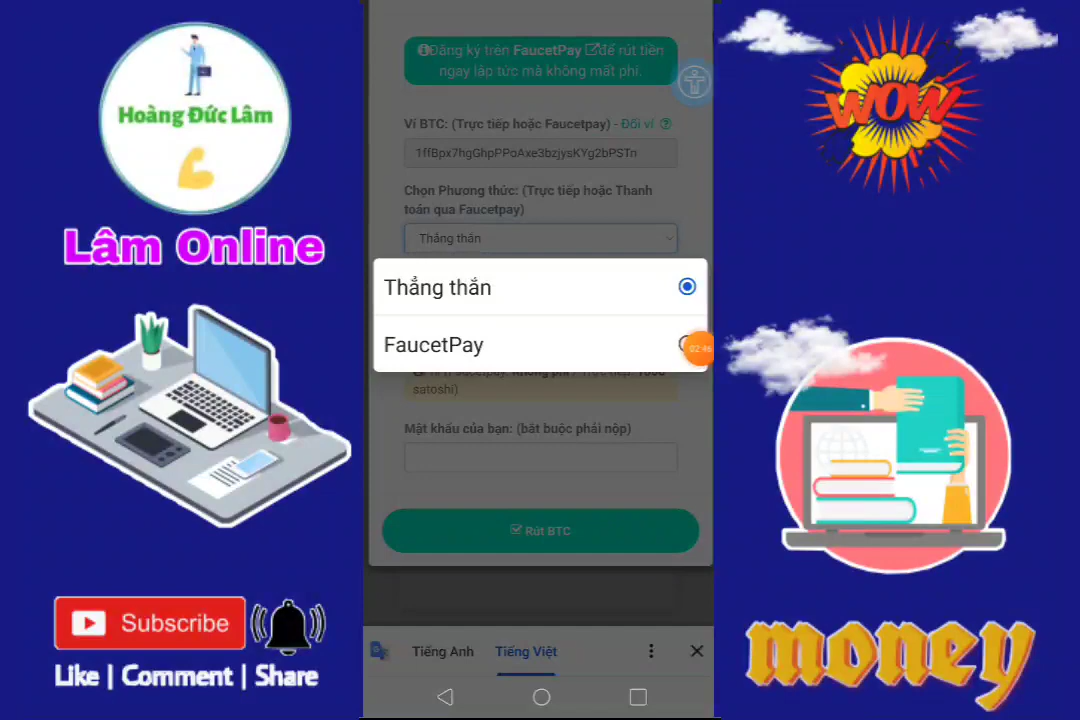 Hoàng Đức Lâm
Lâm Online
Subscribe
Like | Comment | Share
Đăng ký trên FaucetPay để rút tiền
ngay lập tức mà không mất phí.
Ví BTC: (Trực tiếp hoặc Faucetpay) - Đổi ví
1ffBpx7hgGhpPPoAxe3bzjysKYg2bPSTn
Chọn Phương thức: (Trực tiếp hoặc Thanh
toán qua Faucetpay)
Thẳng thắn
Thẳng thắn
FaucetPay
02:46
satoshi)
Mật khẩu của bạn: (bắt buộc phải nộp)
Rút BTC
Tiếng Anh
Tiếng Việt
WOW
money